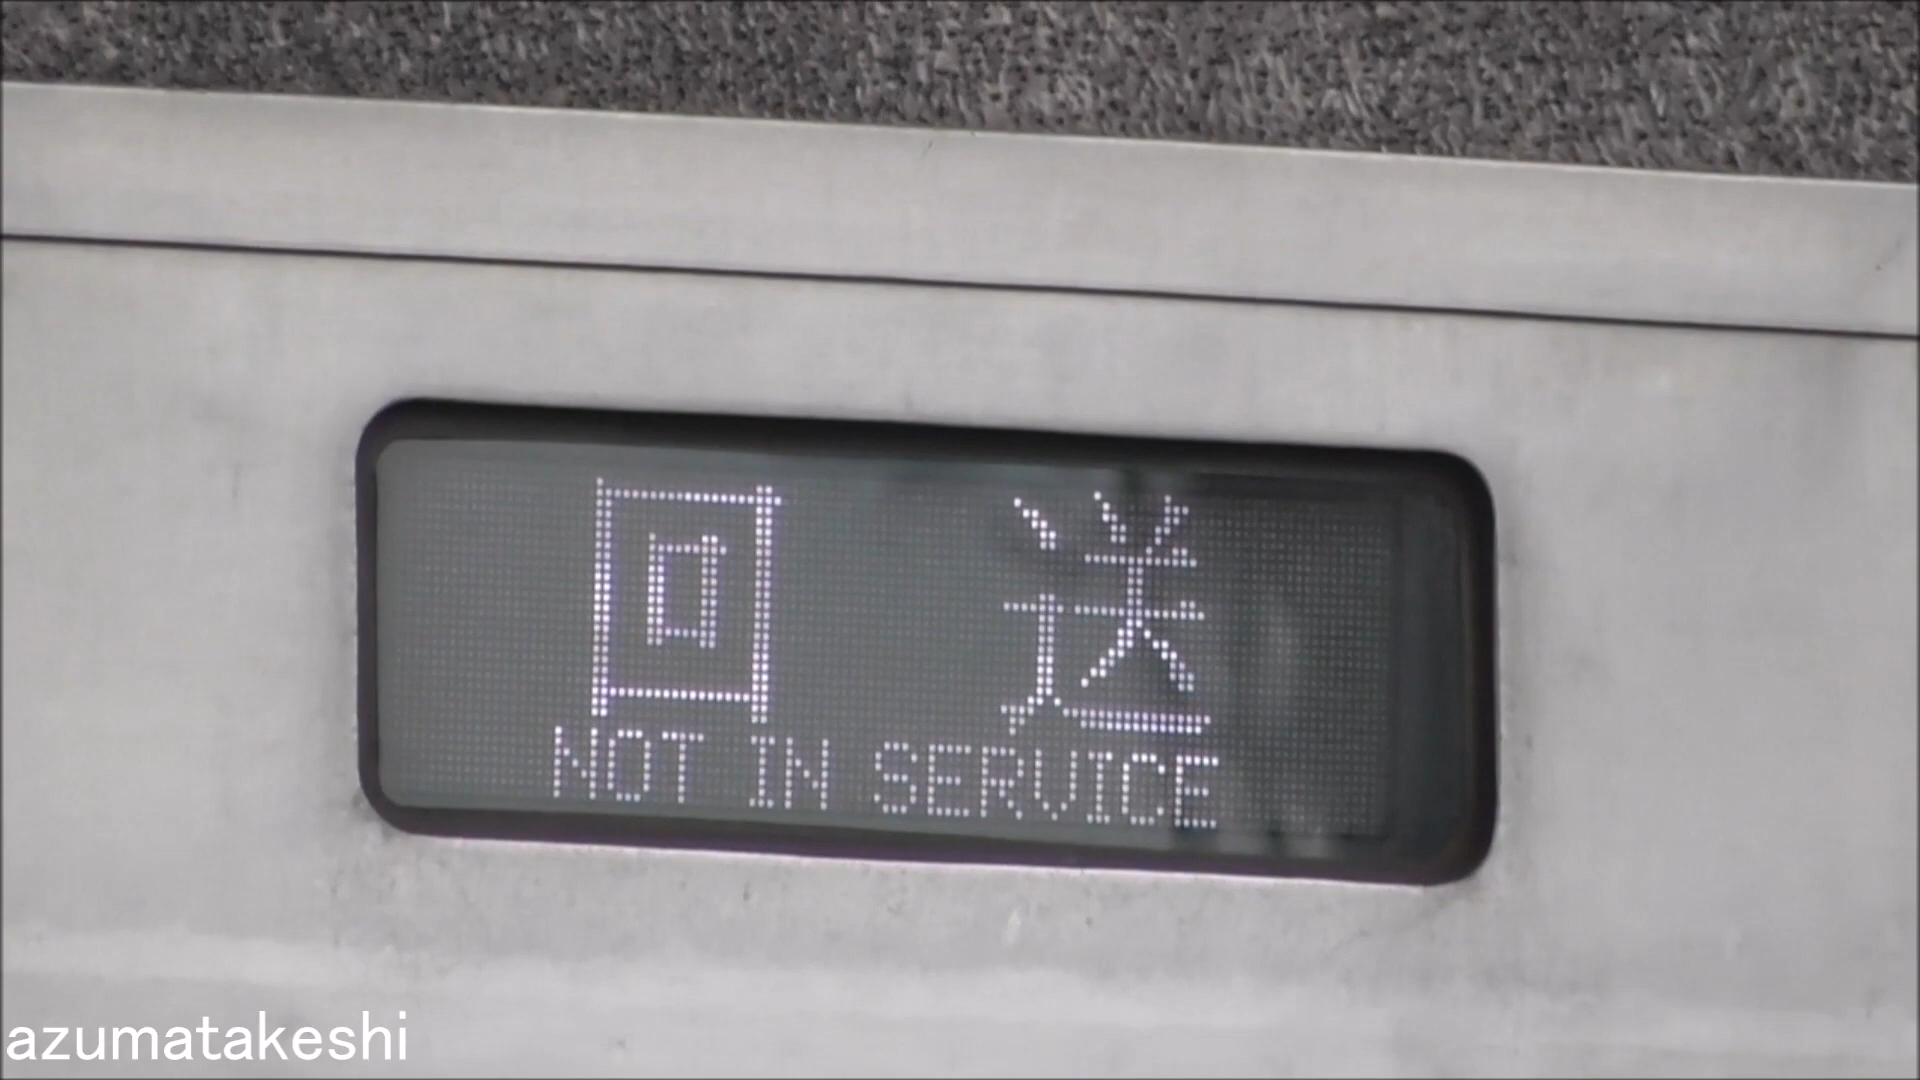 回 送
NOT IN SERVICE
azumatakeshi